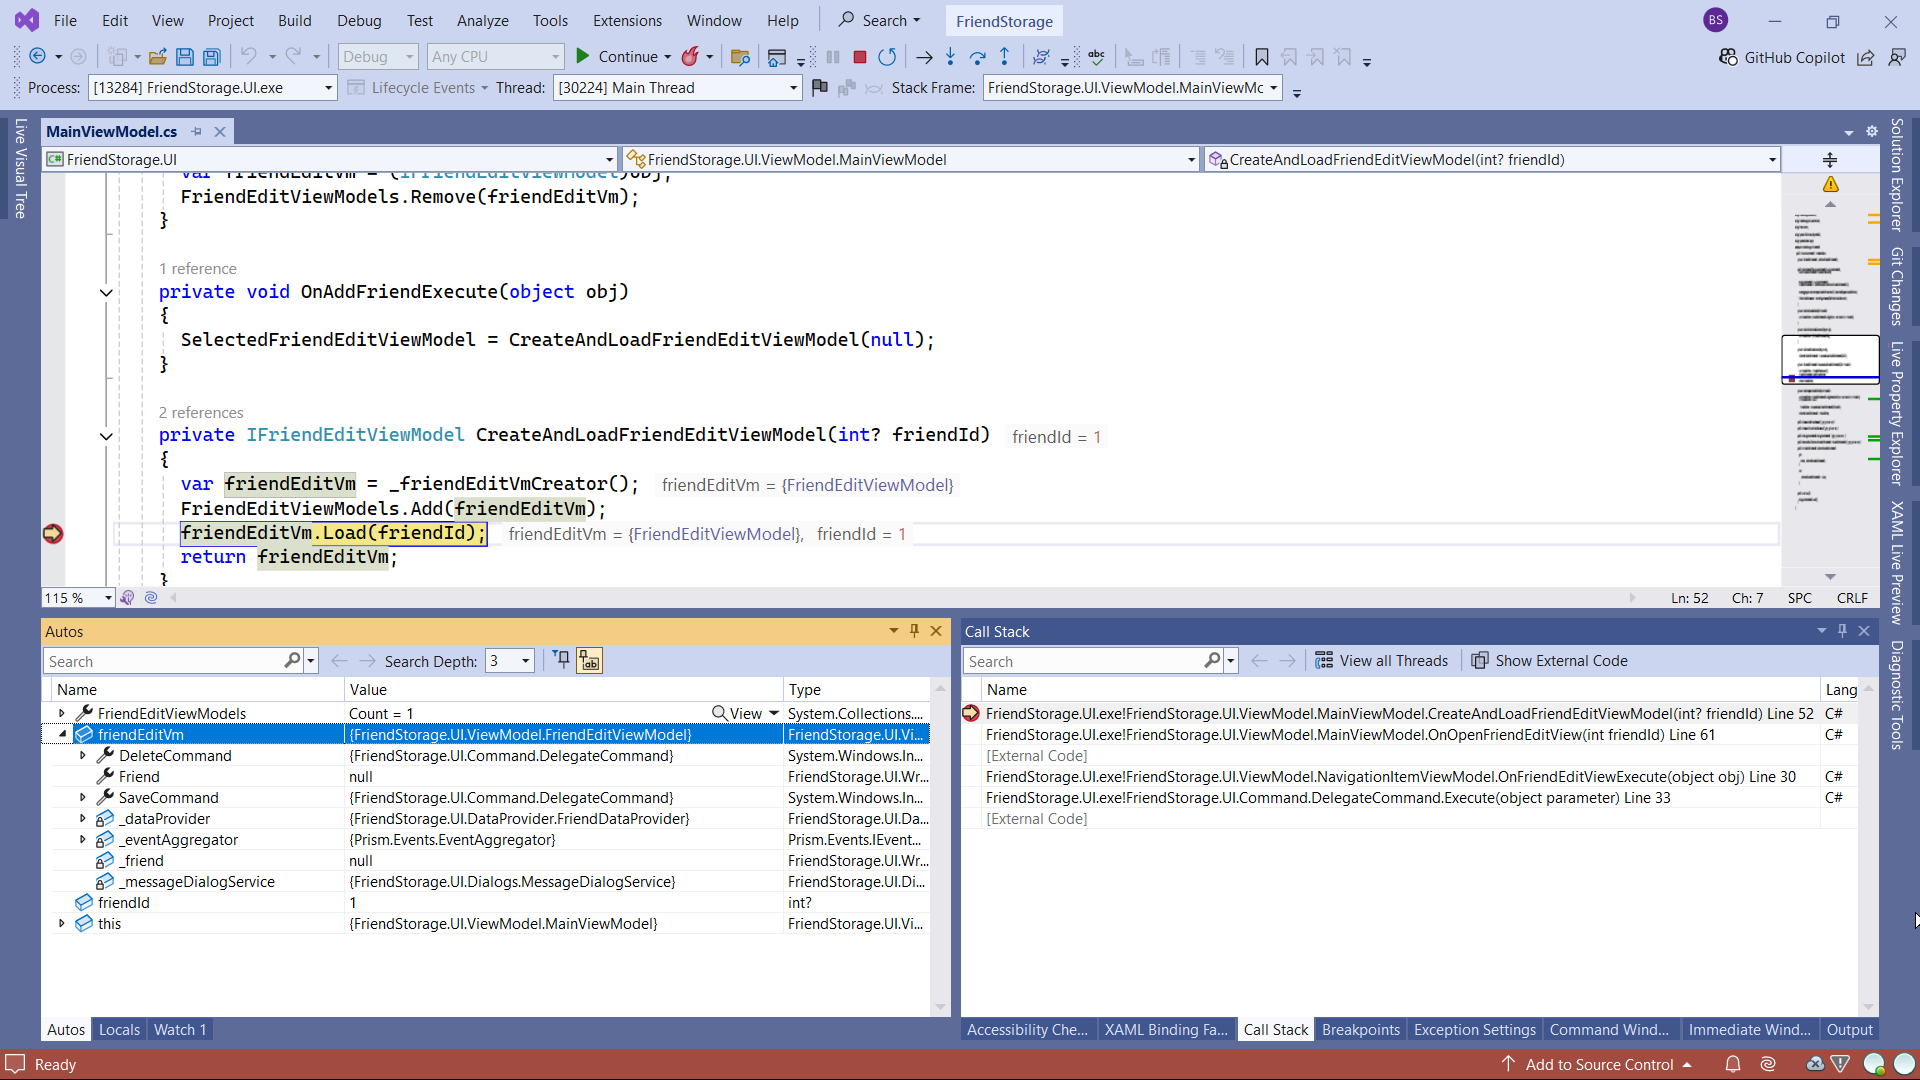 File Edit View Project Build Debug Test Analyze Tools Extensions Window Help Search FriendStorage BS
Debug Any CPU Continue abc GitHub Copilot
Process: [13284] FriendStorage.UI.exe Lifecycle Events Thread: [30224] Main Thread Stack Frame: FriendStorage.UI.ViewModel.MainViewMc
MainViewModel.cs
FriendStorage.UI FriendStorage.UI.ViewModel.MainViewModel CreateAndLoadFriendEditViewModel(int? friendId)
Live Visual Tree
var friendEditVm = (IFriendEditViewModel)obj;
FriendEditViewModels.Remove(friendEditVm);
}
1 reference
private void OnAddFriendExecute(object obj)
{
SelectedFriendEditViewModel = CreateAndLoadFriendEditViewModel(null);
}
2 references
private IFriendEditViewModel CreateAndLoadFriendEditViewModel(int? friendId) friendId = 1
{
var friendEditVm = _friendEditVmCreator(); friendEditVm = {FriendEditViewModel}
FriendEditViewModels.Add(friendEditVm);
friendEditVm.Load(friendId); friendEditVm = {FriendEditViewModel}, friendId = 1
return friendEditVm;
}
115 % Ln: 52 Ch: 7 SPC CRLF
Solution Explorer
Git Changes
Live Property Explorer
XAML Live Preview
Diagnostic Tools
Autos
Search Search Depth: 3
Name Value Type
FriendEditViewModels Count = 1 View System.Collections....
friendEditVm {FriendStorage.UI.ViewModel.FriendEditViewModel} FriendStorage.UI.Vi...
DeleteCommand {FriendStorage.UI.Command.DelegateCommand} System.Windows.In...
Friend null FriendStorage.UI.Wr...
SaveCommand {FriendStorage.UI.Command.DelegateCommand} System.Windows.In...
_dataProvider {FriendStorage.UI.DataProvider.FriendDataProvider} FriendStorage.UI.Da...
_eventAggregator {Prism.Events.EventAggregator} Prism.Events.IEvent...
_friend null FriendStorage.UI.Wr...
_messageDialogService {FriendStorage.UI.Dialogs.MessageDialogService} FriendStorage.UI.Di...
friendId 1 int?
this {FriendStorage.UI.ViewModel.MainViewModel} FriendStorage.UI.Vi...
Autos Locals Watch 1
Call Stack
Search View all Threads Show External Code
Name Lang
FriendStorage.UI.exe!FriendStorage.UI.ViewModel.MainViewModel.CreateAndLoadFriendEditViewModel(int? friendId) Line 52 C#
FriendStorage.UI.exe!FriendStorage.UI.ViewModel.MainViewModel.OnOpenFriendEditView(int friendId) Line 61 C#
[External Code]
FriendStorage.UI.exe!FriendStorage.UI.ViewModel.NavigationItemViewModel.OnFriendEditViewExecute(object obj) Line 30 C#
FriendStorage.UI.exe!FriendStorage.UI.Command.DelegateCommand.Execute(object parameter) Line 33 C#
[External Code]
Accessibility Che... XAML Binding Fa... Call Stack Breakpoints Exception Settings Command Wind... Immediate Wind... Output
Ready Add to Source Control